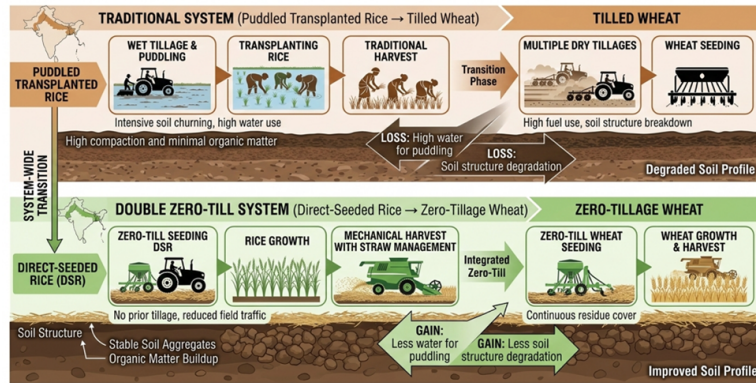 TRADITIONAL SYSTEM (Puddled Transplanted Rice → Tilled Wheat)
TILLED WHEAT
PUDDLED
TRANSPLANTED
RICE
WET TILLAGE &
PUDDLING
TRANSPLANTING
RICE
TRADITIONAL
HARVEST
Transition
Phase
MULTIPLE DRY TILLAGES
WHEAT SEEDING
Intensive soil churning, high water use
High fuel use, soil structure breakdown
High compaction and minimal organic matter
LOSS: High water
for puddling
LOSS:
Soil structure degradation
Degraded Soil Profile
SYSTEM-WIDE
TRANSITION
DOUBLE ZERO-TILL SYSTEM (Direct-Seeded Rice → Zero-Tillage Wheat)
ZERO-TILLAGE WHEAT
DIRECT-SEEDED
RICE (DSR)
ZERO-TILL SEEDING
DSR
RICE GROWTH
MECHANICAL HARVEST
WITH STRAW MANAGEMENT
Integrated
Zero-Till
ZERO-TILL WHEAT
SEEDING
WHEAT GROWTH
& HARVEST
No prior tillage, reduced field traffic
Continuous residue cover
Soil Structure
Stable Soil Aggregates
Organic Matter Buildup
GAIN:
Less water for
puddling
GAIN: Less soil
structure degradation
Improved Soil Profile